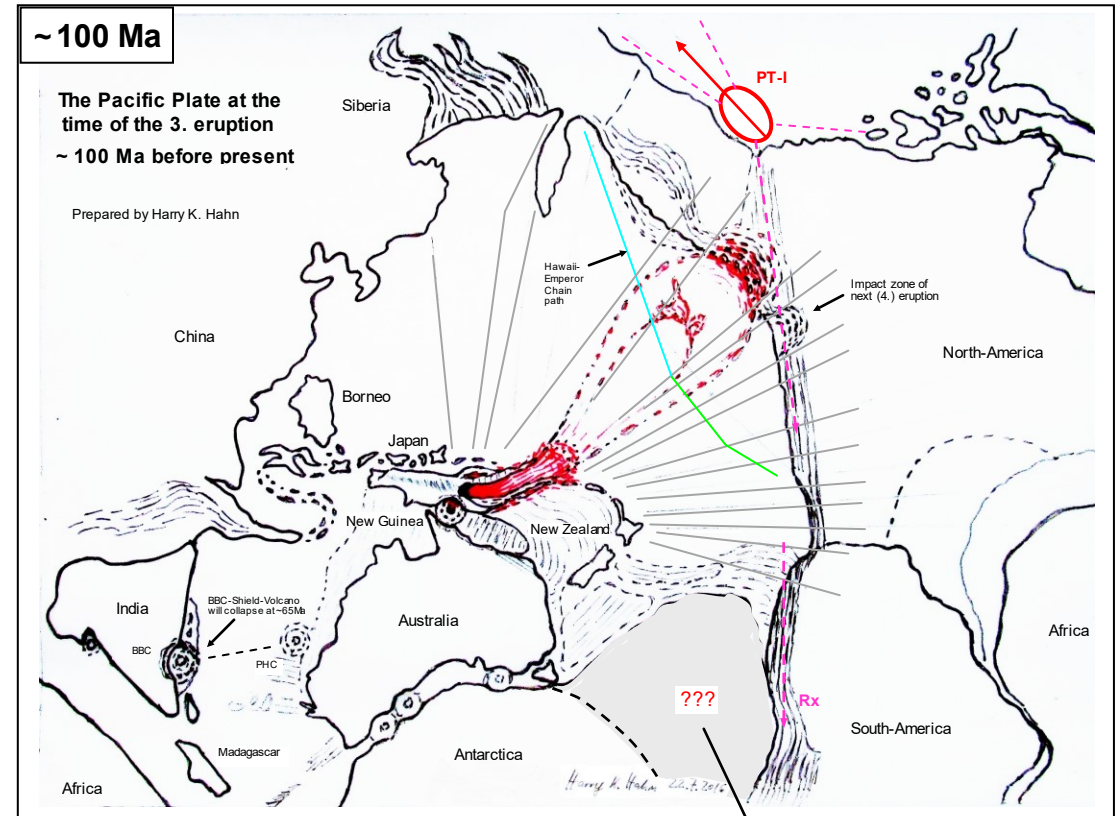 ~ 100 Ma
The Pacific Plate at the
time of the 3. eruption
~ 100 Ma before present
Prepared by Harry K. Hahn
Siberia
PT-I
Hawaii-
Emperor
Chain
path
Impact zone of
next (4.) eruption
China
North-America
Borneo
Japan
New Guinea
New Zealand
India
BBC-Shield-Volcano
will collapse at ~65Ma
BBC
PHC
Australia
Africa
???
Rx
South-America
Madagascar
Antarctica
Africa
Harry K. Hahn